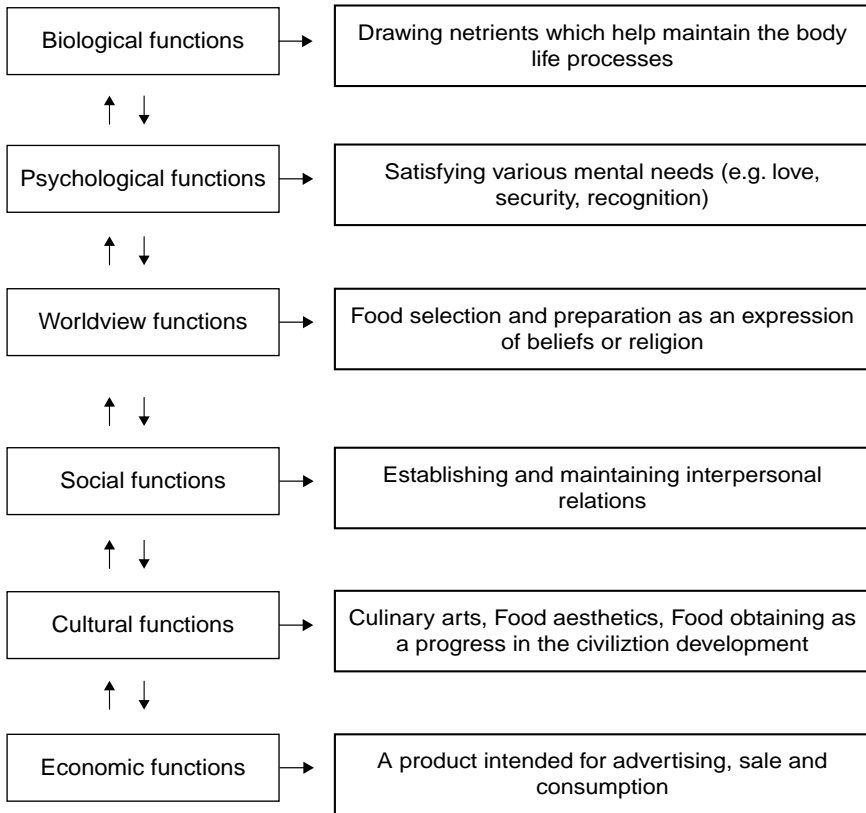 Biological functions
Drawing netrients which help maintain the body
life processes
Psychological functions
Satisfying various mental needs (e.g. love,
security, recognition)
Worldview functions
Food selection and preparation as an expression
of beliefs or religion
Social functions
Establishing and maintaining interpersonal
relations
Cultural functions
Culinary arts, Food aesthetics, Food obtaining as
a progress in the civiliztion development
Economic functions
A product intended for advertising, sale and
consumption